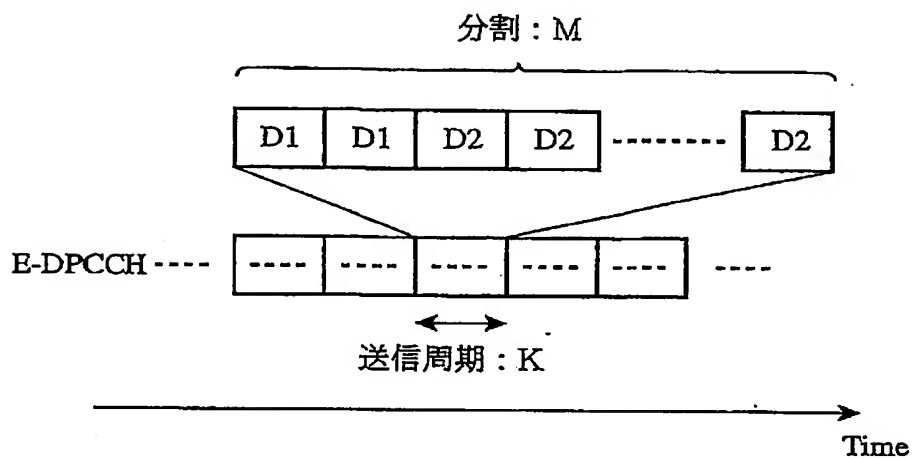 分割：M
D1 D1 D2 D2 -------- D2
E-DPCCH ---- ---- ---- ---- ---- ---- ----
送信周期：K
Time